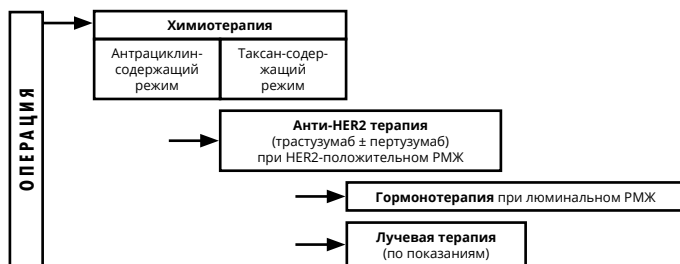 ОПЕРАЦИЯ
Химиотерапия
Антрациклин-
содержащий
режим
Таксан-содер-
жащий
режим
Анти-HER2 терапия
(трастузумаб ± пертузумаб)
при HER2-положительном РМЖ
Гормонотерапия при люминальном РМЖ
Лучевая терапия
(по показаниям)